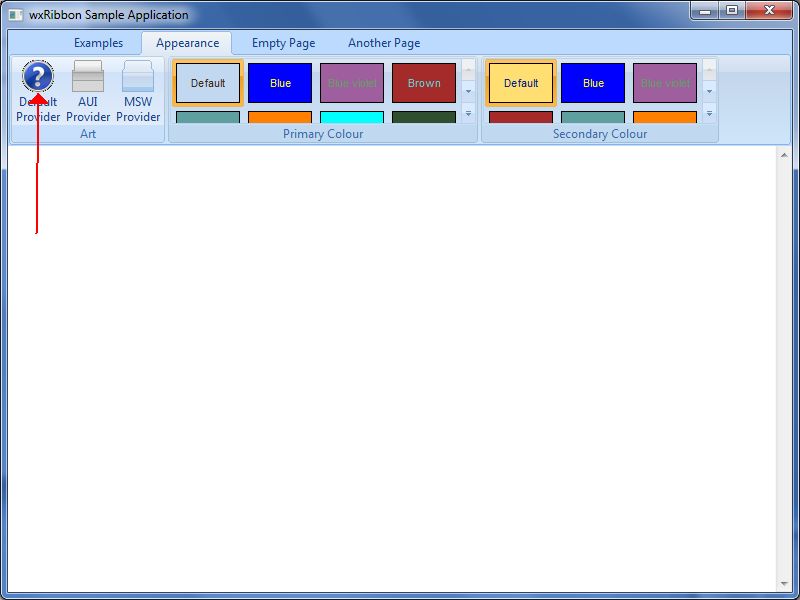 wxRibbon Sample Application
Examples Appearance Empty Page Another Page
Default Blue Blue violet Brown Default Blue Blue violet
Default AUI MSW
Provider Provider Provider
Art Primary Colour Secondary Colour